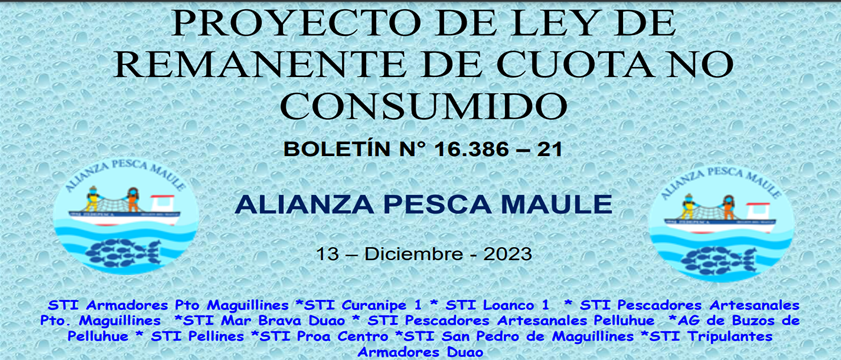 PROYECTO DE LEY DE
REMANENTE DE CUOTA NO
CONSUMIDO
BOLETÍN N° 16.386 – 21
ALIANZA PESCA MAULE
ALIANZA PESCA MAULE
ALIANZA PESCA MAULE
13 – Diciembre - 2023
STI Armadores Pto Maguillines *STI Curanipe 1 * STI Loanco 1 * STI Pescadores Artesanales
Pto. Maguillines *STI Mar Brava Duao * STI Pescadores Artesanales Pelluhue *AG de Buzos de
Pelluhue * STI Pellines *STI Proa Centro *STI San Pedro de Maguillines *STI Tripulantes
Armadores Duao